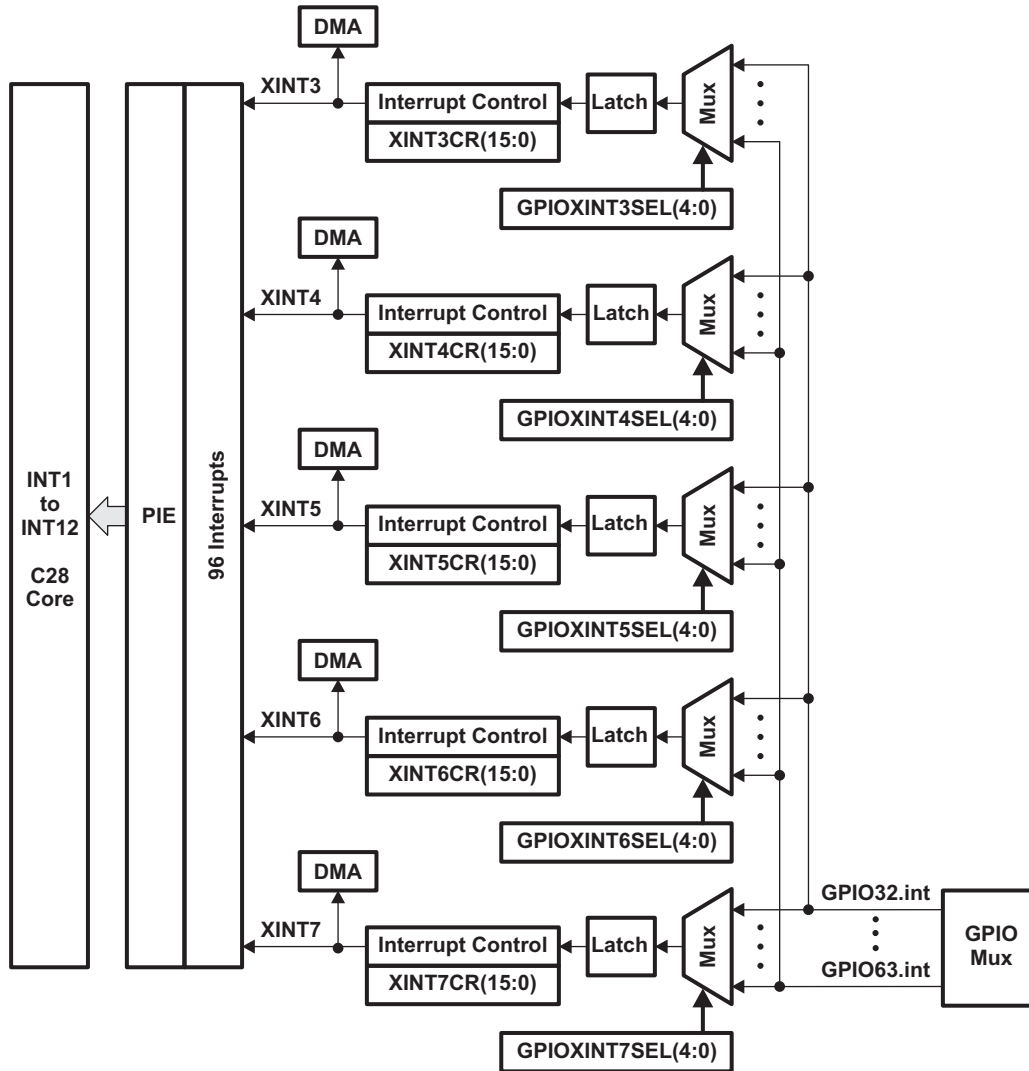 DMA
XINT3
Interrupt Control
XINT3CR(15:0)
Latch
Mux
GPIOXINT3SEL(4:0)
DMA
XINT4
Interrupt Control
XINT4CR(15:0)
Latch
Mux
GPIOXINT4SEL(4:0)
INT1
to
INT12
C28
Core
PIE
96 Interrupts
DMA
XINT5
Interrupt Control
XINT5CR(15:0)
Latch
Mux
GPIOXINT5SEL(4:0)
DMA
XINT6
Interrupt Control
XINT6CR(15:0)
Latch
Mux
GPIOXINT6SEL(4:0)
DMA
XINT7
Interrupt Control
XINT7CR(15:0)
Latch
Mux
GPIOXINT7SEL(4:0)
GPIO32.int
GPIO63.int
GPIO
Mux